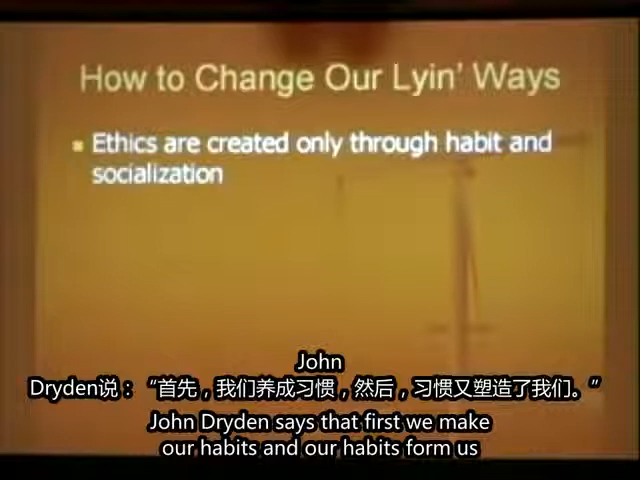 How to Change Our Lyin' Ways
Ethics are created only through habit and
socialization
John
Dryden说：“首先，我们养成习惯，然后，习惯又塑造了我们。”
John Dryden says that first we make
our habits and our habits form us